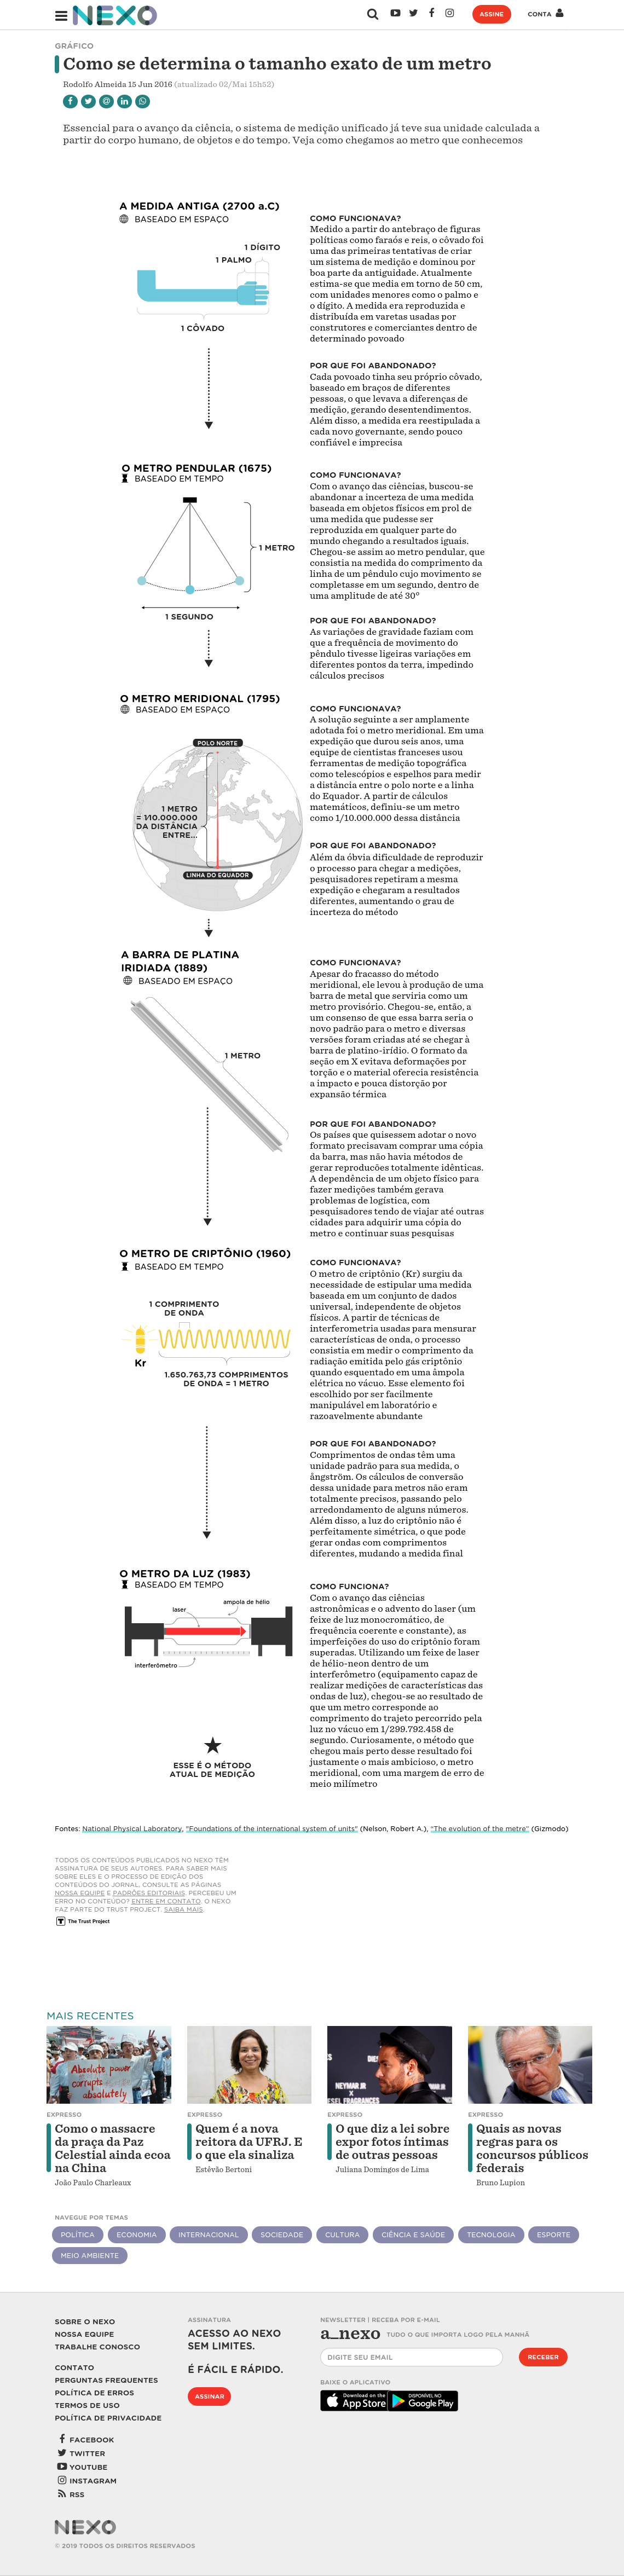 NEXO
ASSINE
CONTA
GRÁFICO
Como se determina o tamanho exato de um metro
Rodolfo Almeida 15 Jun 2016 (atualizado 02/Mai 15h52)
Essencial para o avanço da ciência, o sistema de medição unificado já teve sua unidade calculada a
partir do corpo humano, de objetos e do tempo. Veja como chegamos ao metro que conhecemos
A MEDIDA ANTIGA (2700 a.C)
BASEADO EM ESPAÇO
1 DÍGITO
1 PALMO
1 CÔVADO
COMO FUNCIONAVA?
Medido a partir do antebraço de figuras
políticas como faraós e reis, o côvado foi
uma das primeiras tentativas de criar
um sistema de medição e dominou por
boa parte da antiguidade. Atualmente
estima-se que media em torno de 50 cm,
com unidades menores como o palmo e
o dígito. A medida era reproduzida e
distribuída em varetas usadas por
construtores e comerciantes dentro de
determinado povoado
POR QUE FOI ABANDONADO?
Cada povoado tinha seu próprio côvado,
baseado em braços de diferentes
pessoas, o que levava a diferenças de
medição, gerando desentendimentos.
Além disso, a medida era reestipulada a
cada novo governante, sendo pouco
confiável e imprecisa
O METRO PENDULAR (1675)
BASEADO EM TEMPO
1 METRO
1 SEGUNDO
COMO FUNCIONAVA?
Com o avanço das ciências, buscou-se
abandonar a incerteza de uma medida
baseada em objetos físicos em prol de
uma medida que pudesse ser
reproduzida em qualquer parte do
mundo chegando a resultados iguais.
Chegou-se assim ao metro pendular, que
consistia na medida do comprimento da
linha de um pêndulo cujo movimento se
completasse em um segundo, dentro de
uma amplitude de até 30°
POR QUE FOI ABANDONADO?
As variações de gravidade faziam com
que a frequência de movimento do
pêndulo tivesse ligeiras variações em
diferentes pontos da terra, impedindo
cálculos precisos
O METRO MERIDIONAL (1795)
BASEADO EM ESPAÇO
POLO NORTE
1 METRO
= 1/10.000.000
DA DISTÂNCIA
ENTRE...
LINHA DO EQUADOR
COMO FUNCIONAVA?
A solução seguinte a ser amplamente
adotada foi o metro meridional. Em uma
expedição que durou seis anos, uma
equipe de cientistas franceses usou
ferramentas de medição topográfica
como telescópios e espelhos para medir
a distância entre o polo norte e a linha
do Equador. A partir de cálculos
matemáticos, definiu-se um metro
como 1/10.000.000 dessa distância
POR QUE FOI ABANDONADO?
Além da óbvia dificuldade de reproduzir
o processo para chegar a medições,
pesquisadores repetiram a mesma
expedição e chegaram a resultados
diferentes, aumentando o grau de
incerteza do método
A BARRA DE PLATINA
IRIDIADA (1889)
BASEADO EM ESPAÇO
1 METRO
COMO FUNCIONAVA?
Apesar do fracasso do método
meridional, ele levou à produção de uma
barra de metal que serviria como um
metro provisório. Chegou-se, então, a
um consenso de que essa barra seria o
novo padrão para o metro e diversas
versões foram criadas até se chegar à
barra de platino-irídio. O formato da
seção em X evitava deformações por
torção e o material oferecia resistência
a impacto e pouca distorção por
expansão térmica
POR QUE FOI ABANDONADO?
Os países que quisessem adotar o novo
formato precisavam comprar uma cópia
da barra, mas não havia métodos de
gerar reproducões totalmente idênticas.
A dependência de um objeto físico para
fazer medições também gerava
problemas de logística, com
pesquisadores tendo de viajar até outras
cidades para adquirir uma cópia do
metro e continuar suas pesquisas
O METRO DE CRIPTÔNIO (1960)
BASEADO EM TEMPO
1 COMPRIMENTO
DE ONDA
Kr
1.650.763,73 COMPRIMENTOS
DE ONDA = 1 METRO
COMO FUNCIONAVA?
O metro de criptônio (Kr) surgiu da
necessidade de estipular uma medida
baseada em um conjunto de dados
universal, independente de objetos
físicos. A partir de técnicas de
interferometria usadas para mensurar
características de onda, o processo
consistia em medir o comprimento da
radiação emitida pelo gás criptônio
quando esquentado em uma âmpola
elétrica no vácuo. Esse elemento foi
escolhido por ser facilmente
manipulável em laboratório e
razoavelmente abundante
POR QUE FOI ABANDONADO?
Comprimentos de ondas têm uma
unidade padrão para sua medida, o
ångström. Os cálculos de conversão
dessa unidade para metros não eram
totalmente precisos, passando pelo
arredondamento de alguns números.
Além disso, a luz do criptônio não é
perfeitamente simétrica, o que pode
gerar ondas com comprimentos
diferentes, mudando a medida final
O METRO DA LUZ (1983)
BASEADO EM TEMPO
ampola de hélio
laser
interferômetro
ESSE É O MÉTODO
ATUAL DE MEDIÇÃO
COMO FUNCIONA?
Com o avanço das ciências
astronômicas e o advento do laser (um
feixe de luz monocromático, de
frequência coerente e constante), as
imperfeições do uso do criptônio foram
superadas. Utilizando um feixe de laser
de hélio-neon dentro de um
interferômetro (equipamento capaz de
realizar medições de características das
ondas de luz), chegou-se ao resultado de
que um metro corresponde ao
comprimento do trajeto percorrido pela
luz no vácuo em 1/299.792.458 de
segundo. Curiosamente, o método que
chegou mais perto desse resultado foi
justamente o mais ambicioso, o metro
meridional, com uma margem de erro de
meio milímetro
Fontes: National Physical Laboratory, "Foundations of the international system of units" (Nelson, Robert A.), "The evolution of the metre" (Gizmodo)
TODOS OS CONTEÚDOS PUBLICADOS NO NEXO TÊM
ASSINATURA DE SEUS AUTORES. PARA SABER MAIS
SOBRE ELES E O PROCESSO DE EDIÇÃO DOS
CONTEÚDOS DO JORNAL, CONSULTE AS PÁGINAS
NOSSA EQUIPE E PADRÕES EDITORIAIS. PERCEBEU UM
ERRO NO CONTEÚDO? ENTRE EM CONTATO. O NEXO
FAZ PARTE DO TRUST PROJECT. SAIBA MAIS.
The Trust Project
MAIS RECENTES
Absolute power
corrupts
absolutely
NEYMAR JR
FRAGRANCES
EXPRESSO
Como o massacre
da praça da Paz
Celestial ainda ecoa
na China
João Paulo Charleaux
EXPRESSO
Quem é a nova
reitora da UFRJ. E
o que ela sinaliza
Estêvão Bertoni
EXPRESSO
O que diz a lei sobre
expor fotos íntimas
de outras pessoas
Juliana Domingos de Lima
EXPRESSO
Quais as novas
regras para os
concursos públicos
federais
Bruno Lupion
NAVEGUE POR TEMAS
POLÍTICA
ECONOMIA
INTERNACIONAL
SOCIEDADE
CULTURA
CIÊNCIA E SAÚDE
TECNOLOGIA
ESPORTE
MEIO AMBIENTE
SOBRE O NEXO
NOSSA EQUIPE
TRABALHE CONOSCO
CONTATO
PERGUNTAS FREQUENTES
POLÍTICA DE ERROS
TERMOS DE USO
POLÍTICA DE PRIVACIDADE
FACEBOOK
TWITTER
YOUTUBE
INSTAGRAM
RSS
ASSINATURA
ACESSO AO NEXO
SEM LIMITES.
É FÁCIL E RÁPIDO.
ASSINAR
NEWSLETTER | RECEBA POR E-MAIL
a_nexo TUDO O QUE IMPORTA LOGO PELA MANHÃ
DIGITE SEU EMAIL
RECEBER
BAIXE O APLICATIVO
Download on the
App Store
DISPONÍVEL NO
Google Play
NEXO
© 2019 TODOS OS DIREITOS RESERVADOS